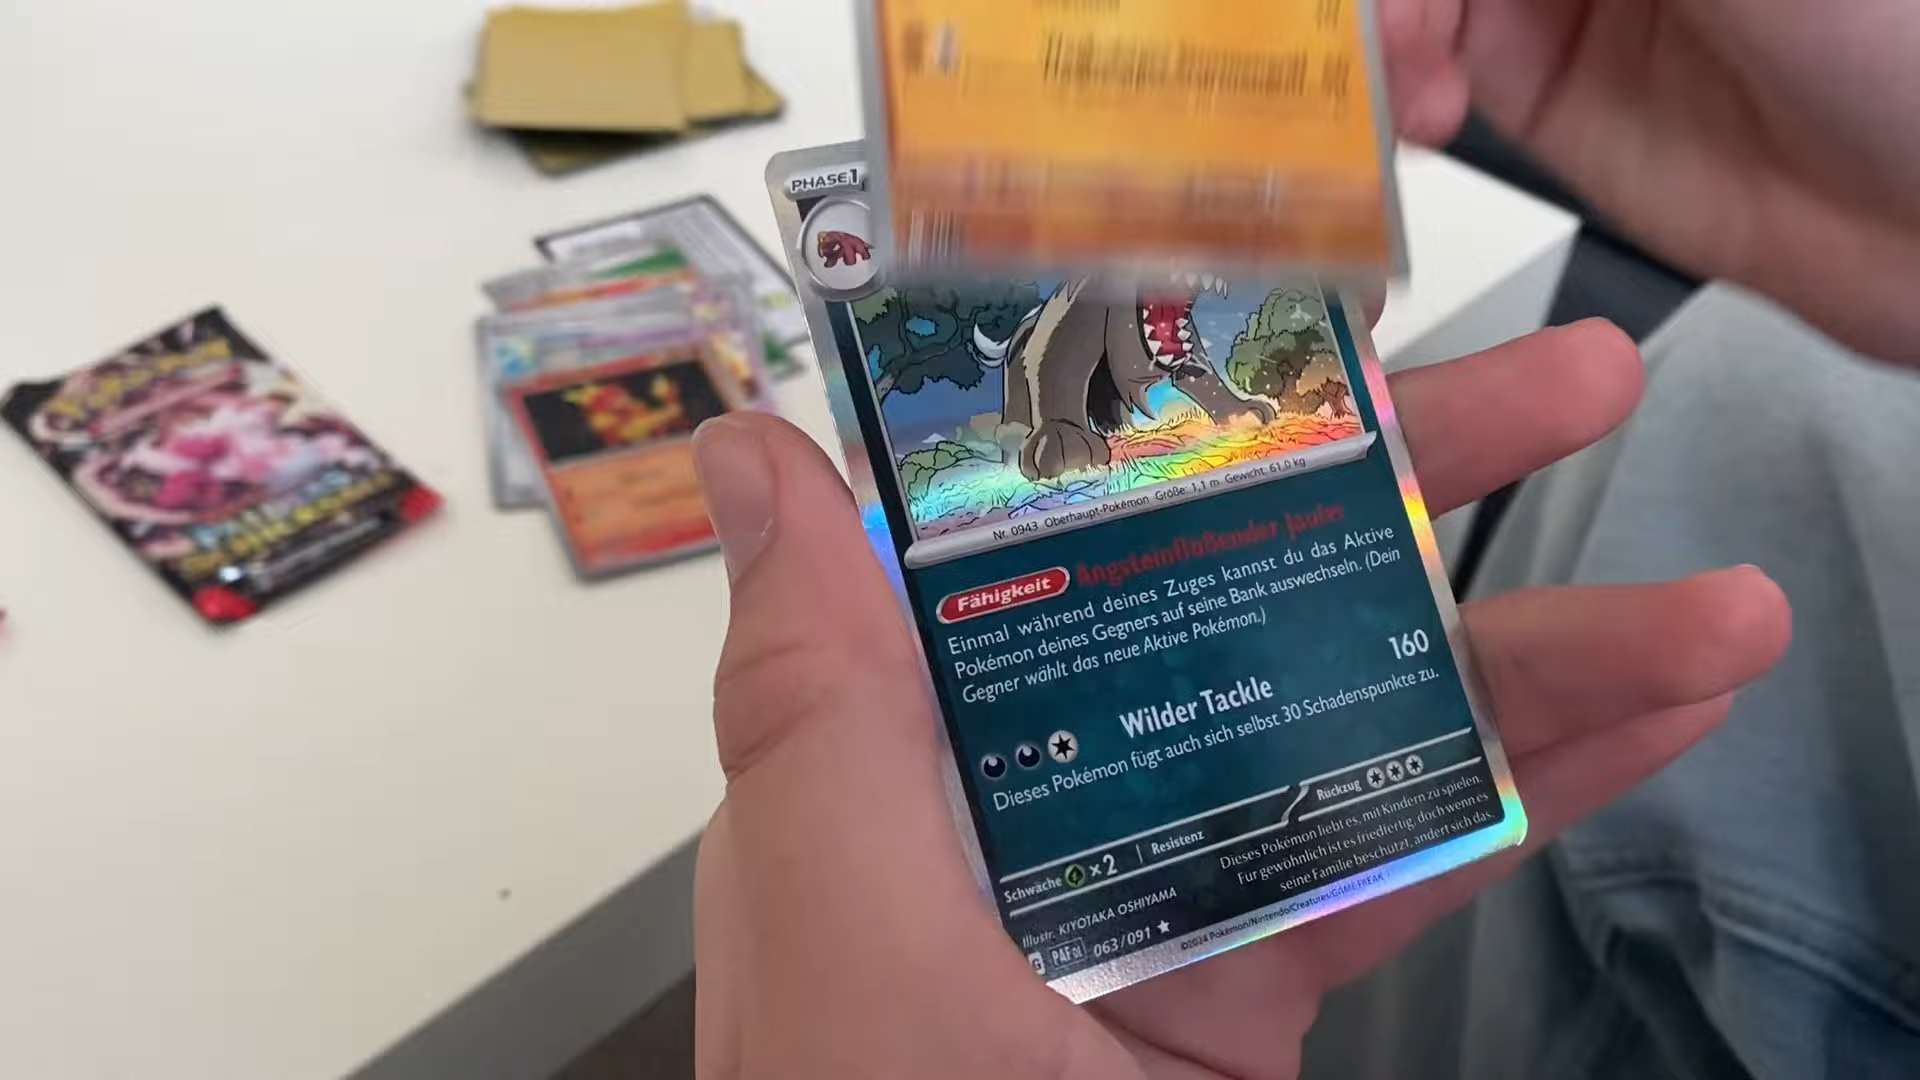 PHASE 1
Nr. 0943 Oberhaupt-Pokémon Größe: 1,1 m Gewicht: 61,0 kg
Fähigkeit Angsteinflößender Jauler
Einmal während deines Zuges kannst du das Aktive
Pokémon deines Gegners auf seine Bank auswechseln. (Dein
Gegner wählt das neue Aktive Pokémon.)
Wilder Tackle 160
Dieses Pokémon fügt auch sich selbst 30 Schadenspunkte zu.
Schwäche ×2 Resistenz Rückzug
Dieses Pokémon liebt es, mit Kindern zu spielen.
Für gewöhnlich ist es friedfertig, doch wenn es
seine Familie beschützt, ändert sich das.
Illustr. KIYOTAKA OSHIYAMA
G PAF DE 063/091
©2024 Pokémon/Nintendo/Creatures/GAME FREAK